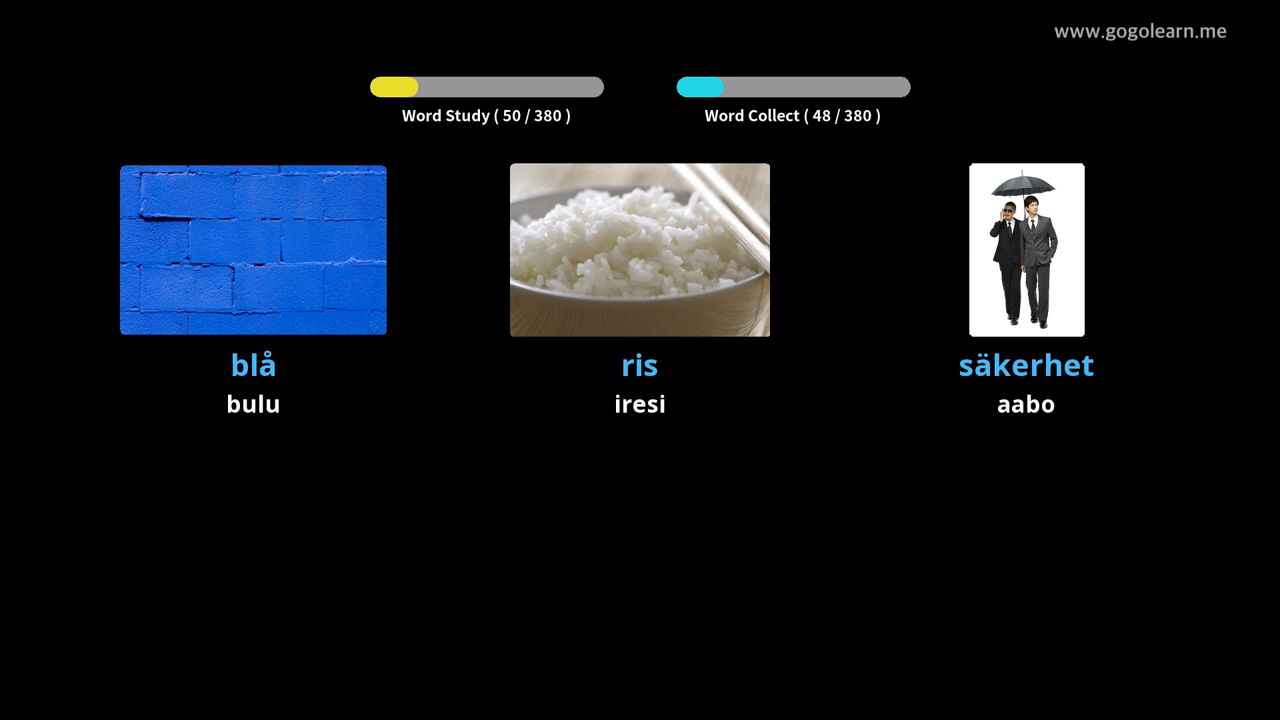 www.gogolearn.me
Word Study ( 50 / 380 )
Word Collect ( 48 / 380 )
blå
bulu
ris
iresi
säkerhet
aabo